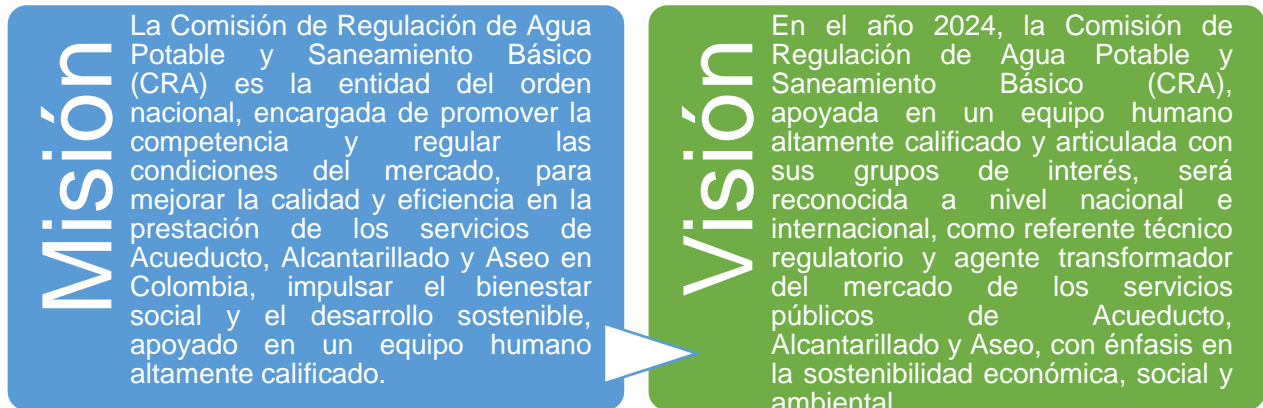 Misión
La Comisión de Regulación de Agua
Potable y Saneamiento Básico
(CRA) es la entidad del orden
nacional, encargada de promover la
competencia y regular las
condiciones del mercado, para
mejorar la calidad y eficiencia en la
prestación de los servicios de
Acueducto, Alcantarillado y Aseo en
Colombia, impulsar el bienestar
social y el desarrollo sostenible,
apoyado en un equipo humano
altamente calificado.
Visión
En el año 2024, la Comisión de
Regulación de Agua Potable y
Saneamiento Básico (CRA),
apoyada en un equipo humano
altamente calificado y articulada con
sus grupos de interés, será
reconocida a nivel nacional e
internacional, como referente técnico
regulatorio y agente transformador
del mercado de los servicios
públicos de Acueducto,
Alcantarillado y Aseo, con énfasis en
la sostenibilidad económica, social y
ambiental